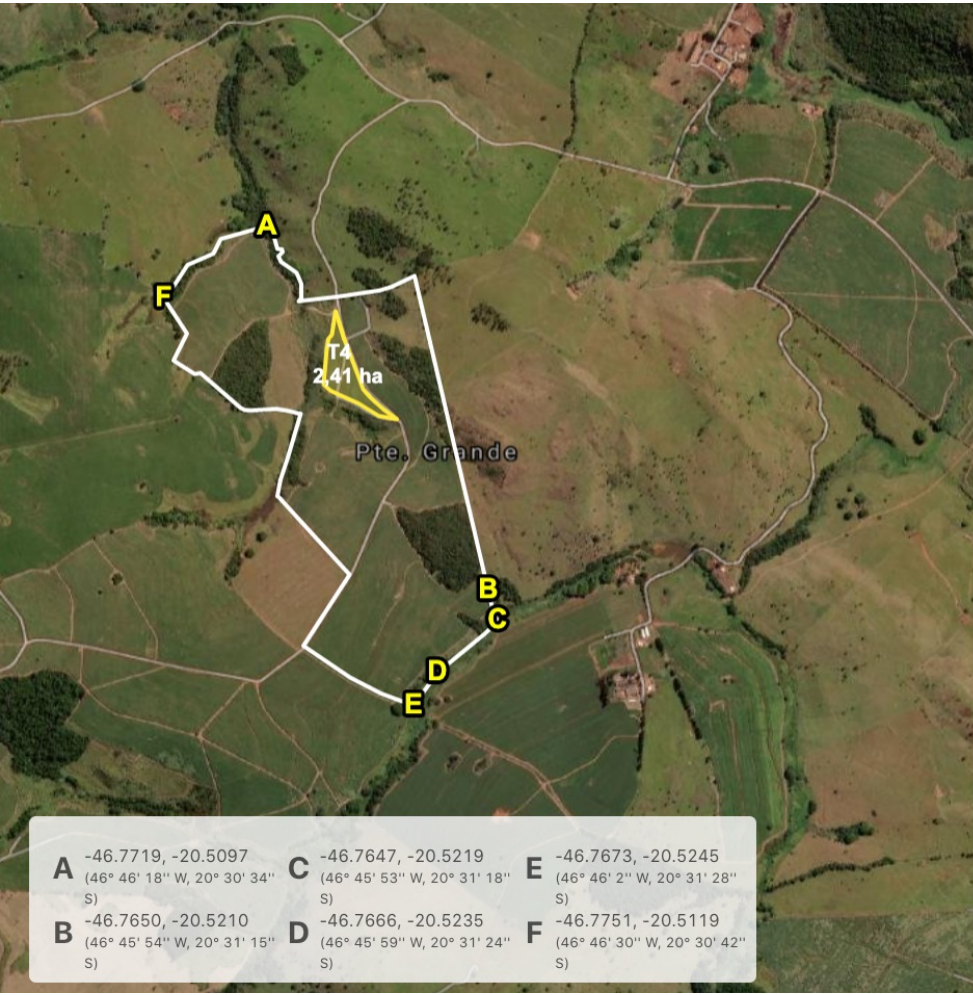 A
F
T4
2,41 ha
Pte. Grande
B
C
D
E
A -46.7719, -20.5097
(46° 46' 18'' W, 20° 30' 34''
S)
C -46.7647, -20.5219
(46° 45' 53'' W, 20° 31' 18''
S)
E -46.7673, -20.5245
(46° 46' 2'' W, 20° 31' 28''
S)
B -46.7650, -20.5210
(46° 45' 54'' W, 20° 31' 15''
S)
D -46.7666, -20.5235
(46° 45' 59'' W, 20° 31' 24''
S)
F -46.7751, -20.5119
(46° 46' 30'' W, 20° 30' 42''
S)